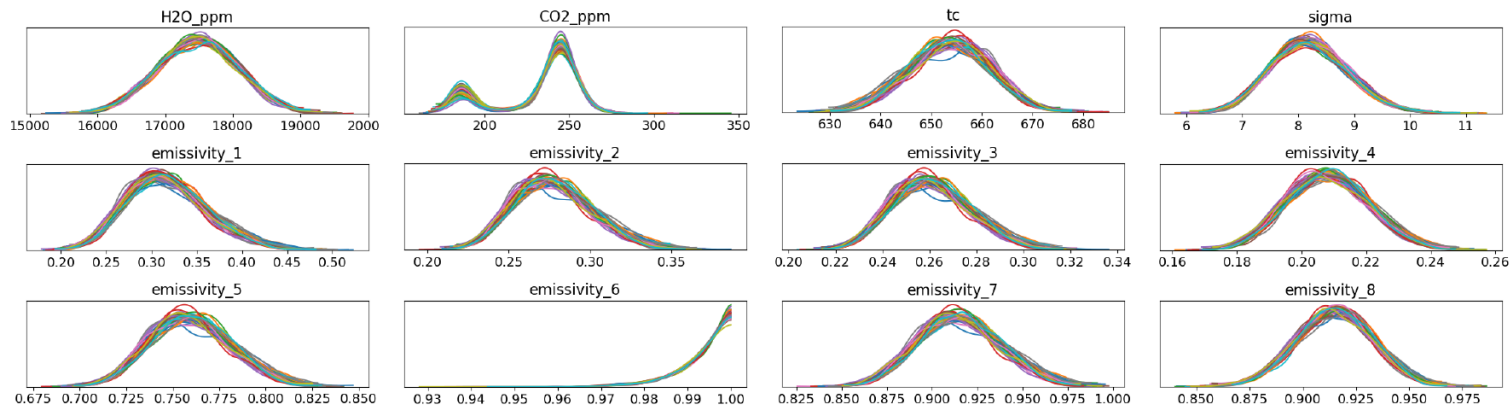 H2O_ppm CO2_ppm tc sigma
15000 16000 17000 18000 19000 2000 200 250 300 350 630 640 650 660 670 680 6 7 8 9 10 11
emissivity_1 emissivity_2 emissivity_3 emissivity_4
0.20 0.25 0.30 0.35 0.40 0.45 0.50 0.20 0.25 0.30 0.35 0.20 0.22 0.24 0.26 0.28 0.30 0.32 0.34 0.16 0.18 0.20 0.22 0.24 0.26
emissivity_5 emissivity_6 emissivity_7 emissivity_8
0.675 0.700 0.725 0.750 0.775 0.800 0.825 0.850 0.93 0.94 0.95 0.96 0.97 0.98 0.99 1.00 0.825 0.850 0.875 0.900 0.925 0.950 0.975 1.000 0.850 0.875 0.900 0.925 0.950 0.975